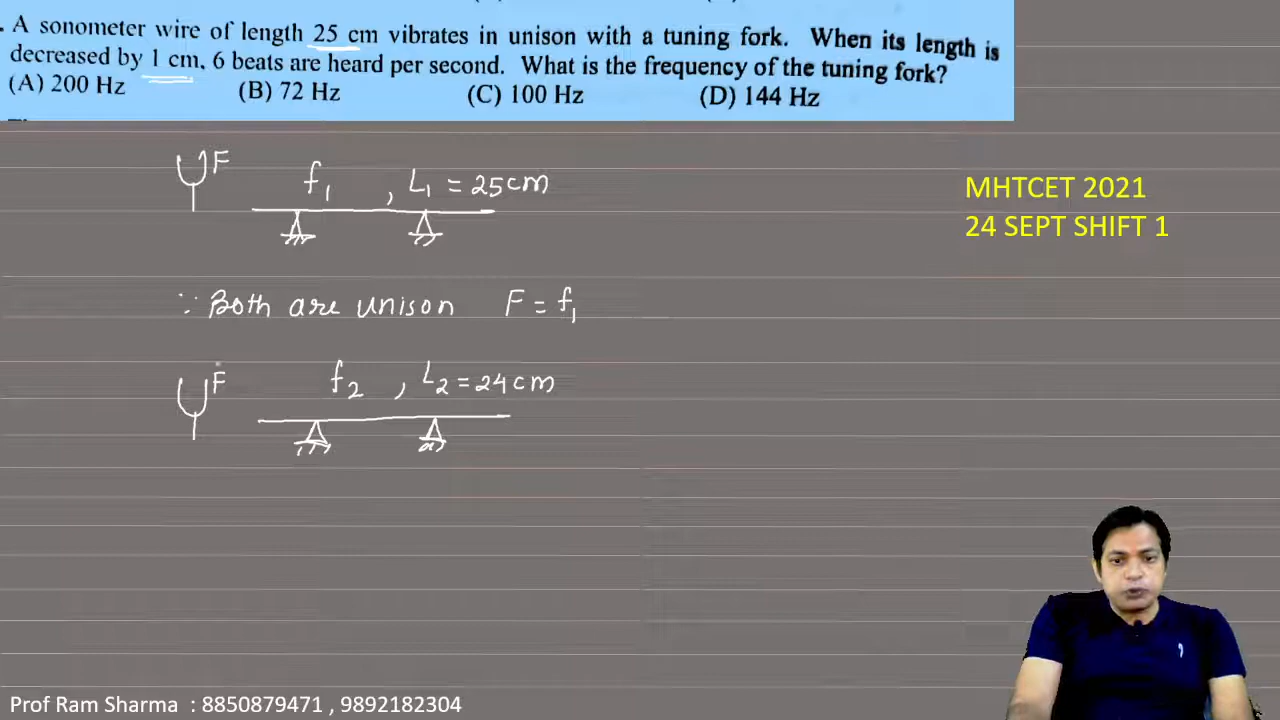 A sonometer wire of length 25 cm vibrates in unison with a tuning fork. When its length is
decreased by 1 cm, 6 beats are heard per second. What is the frequency of the tuning fork?
(A) 200 Hz (B) 72 Hz (C) 100 Hz (D) 144 Hz
F f₁ , L₁ = 25cm
MHTCET 2021
24 SEPT SHIFT 1
∵ Both are unison F = f₁
F f₂ , L₂ = 24cm
Prof Ram Sharma : 8850879471 , 9892182304